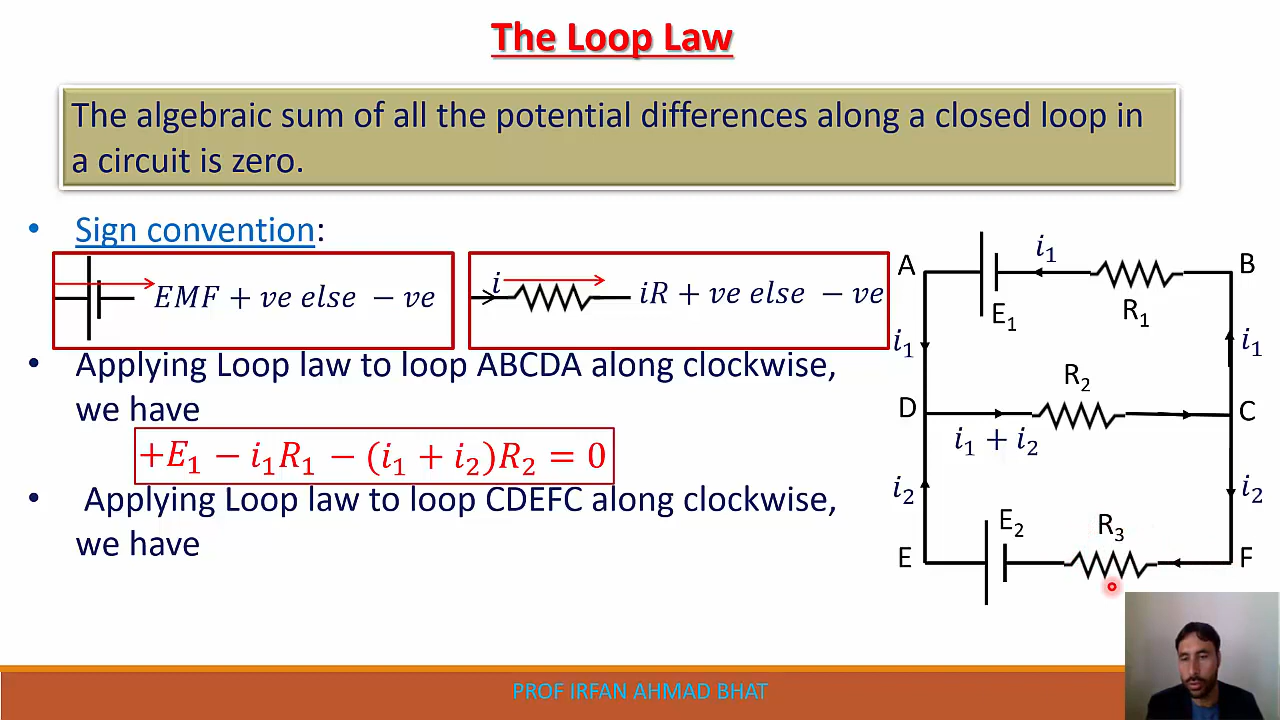 The Loop Law
The algebraic sum of all the potential differences along a closed loop in
a circuit is zero.
• Sign convention:
EMF + ve else − ve
i
iR + ve else − ve
• Applying Loop law to loop ABCDA along clockwise,
we have
+E₁ − i₁R₁ − (i₁ + i₂)R₂ = 0
• Applying Loop law to loop CDEFC along clockwise,
we have
A
i₁
B
E₁
R₁
i₁
i₁
R₂
D
C
i₁ + i₂
i₂
i₂
E₂
R₃
E
F
PROF IRFAN AHMAD BHAT